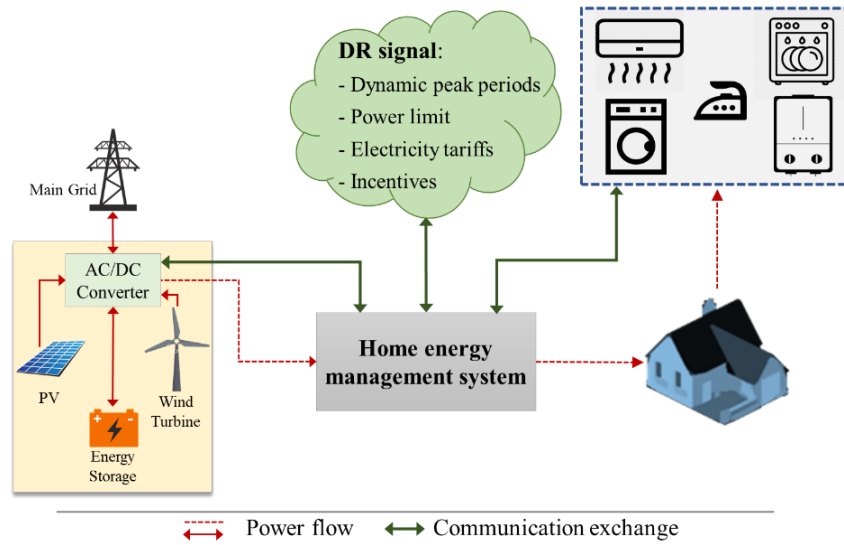 DR signal:
- Dynamic peak periods
- Power limit
- Electricity tariffs
- Incentives
Main Grid
AC/DC
Converter
PV
Wind
Turbine
Energy
Storage
Home energy
management system
Power flow
Communication exchange